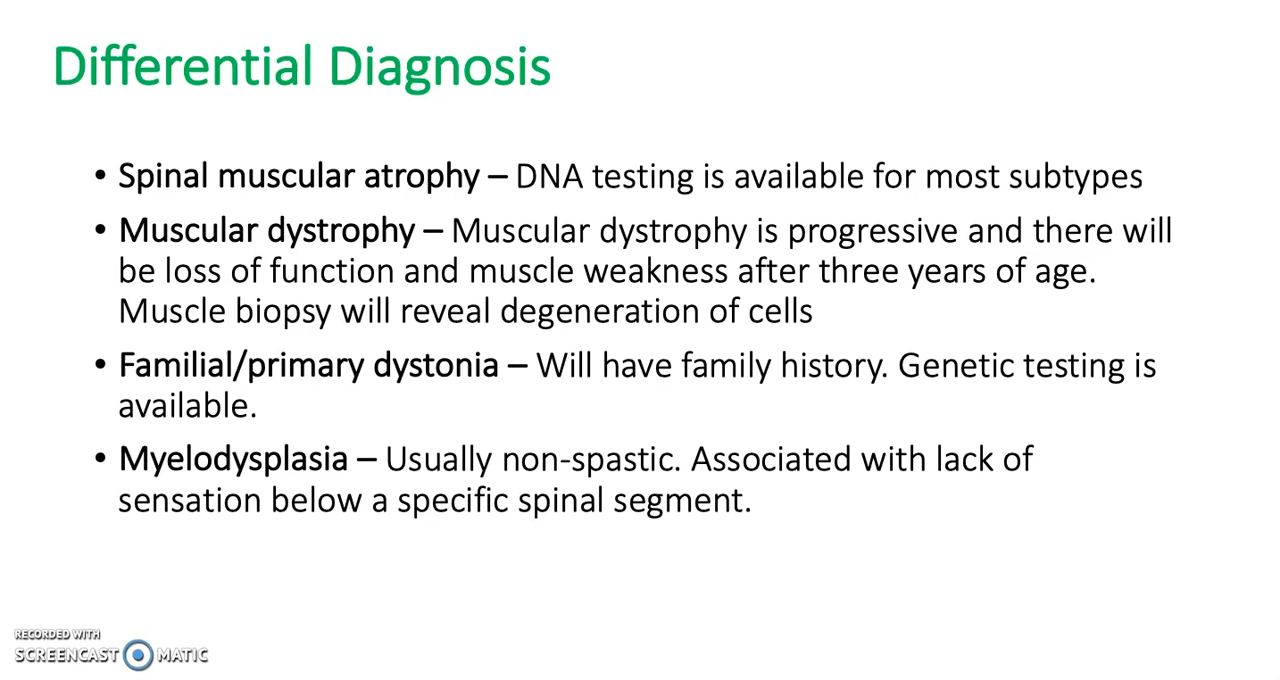 Differential Diagnosis
• Spinal muscular atrophy – DNA testing is available for most subtypes
• Muscular dystrophy – Muscular dystrophy is progressive and there will
be loss of function and muscle weakness after three years of age.
Muscle biopsy will reveal degeneration of cells
• Familial/primary dystonia – Will have family history. Genetic testing is
available.
• Myelodysplasia – Usually non-spastic. Associated with lack of
sensation below a specific spinal segment.
RECORDED WITH
SCREENCAST MATIC